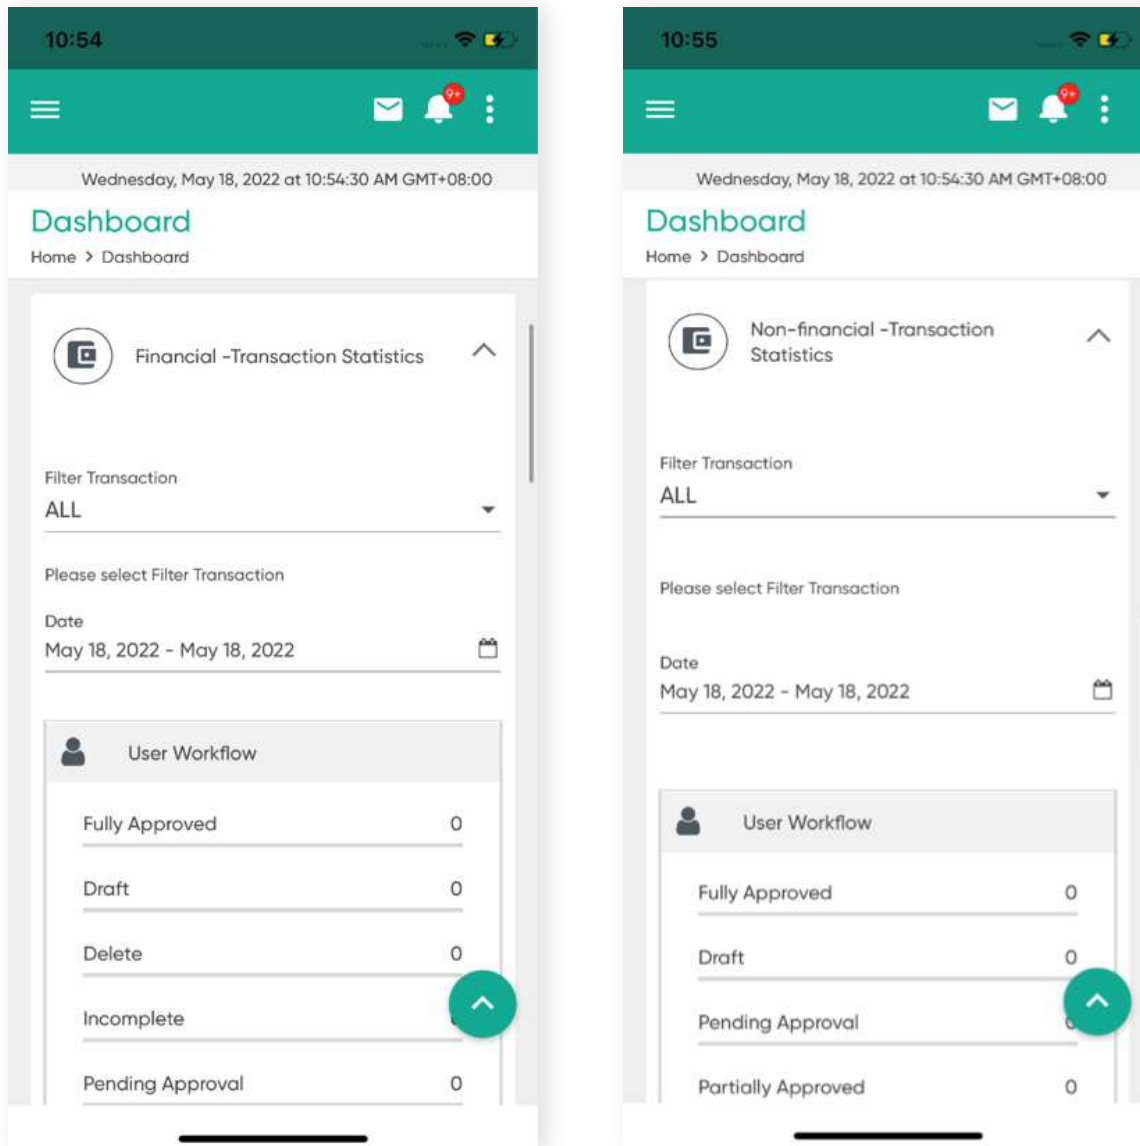 10:54
9+
Wednesday, May 18, 2022 at 10:54:30 AM GMT+08:00
Dashboard
Home > Dashboard
Financial -Transaction Statistics
Filter Transaction
ALL
Please select Filter Transaction
Date
May 18, 2022 - May 18, 2022
User Workflow
Fully Approved 0
Draft 0
Delete 0
Incomplete
Pending Approval 0
10:55
9+
Wednesday, May 18, 2022 at 10:54:30 AM GMT+08:00
Dashboard
Home > Dashboard
Non-financial -Transaction
Statistics
Filter Transaction
ALL
Please select Filter Transaction
Date
May 18, 2022 - May 18, 2022
User Workflow
Fully Approved 0
Draft 0
Pending Approval
Partially Approved 0